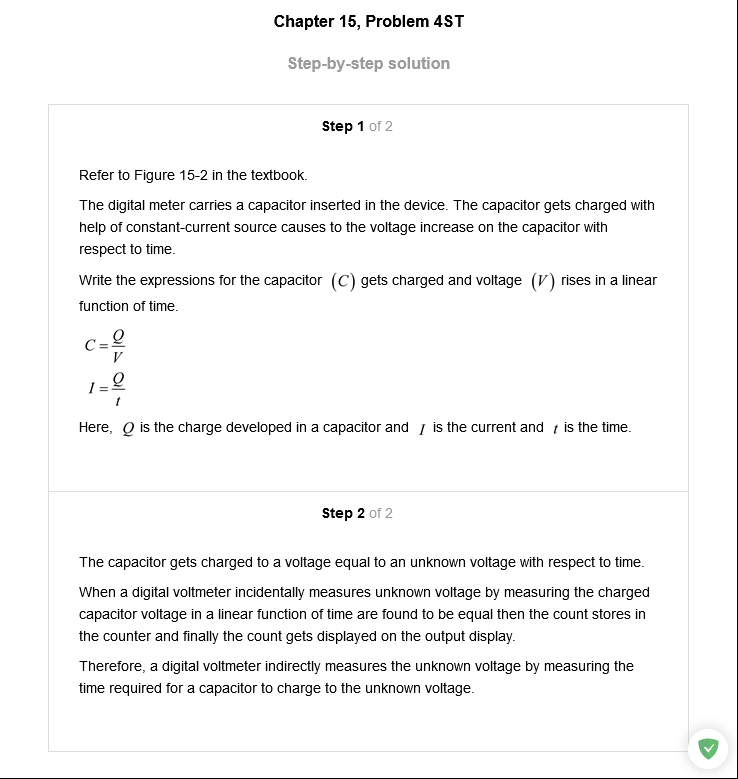 Chapter 15, Problem 4ST
Step-by-step solution
Step 1 of 2
Refer to Figure 15-2 in the textbook.
The digital meter carries a capacitor inserted in the device. The capacitor gets charged with
help of constant-current source causes to the voltage increase on the capacitor with
respect to time.
Write the expressions for the capacitor (C) gets charged and voltage (V) rises in a linear
function of time.
C = Q/V
I = Q/t
Here, Q is the charge developed in a capacitor and I is the current and t is the time.
Step 2 of 2
The capacitor gets charged to a voltage equal to an unknown voltage with respect to time.
When a digital voltmeter incidentally measures unknown voltage by measuring the charged
capacitor voltage in a linear function of time are found to be equal then the count stores in
the counter and finally the count gets displayed on the output display.
Therefore, a digital voltmeter indirectly measures the unknown voltage by measuring the
time required for a capacitor to charge to the unknown voltage.